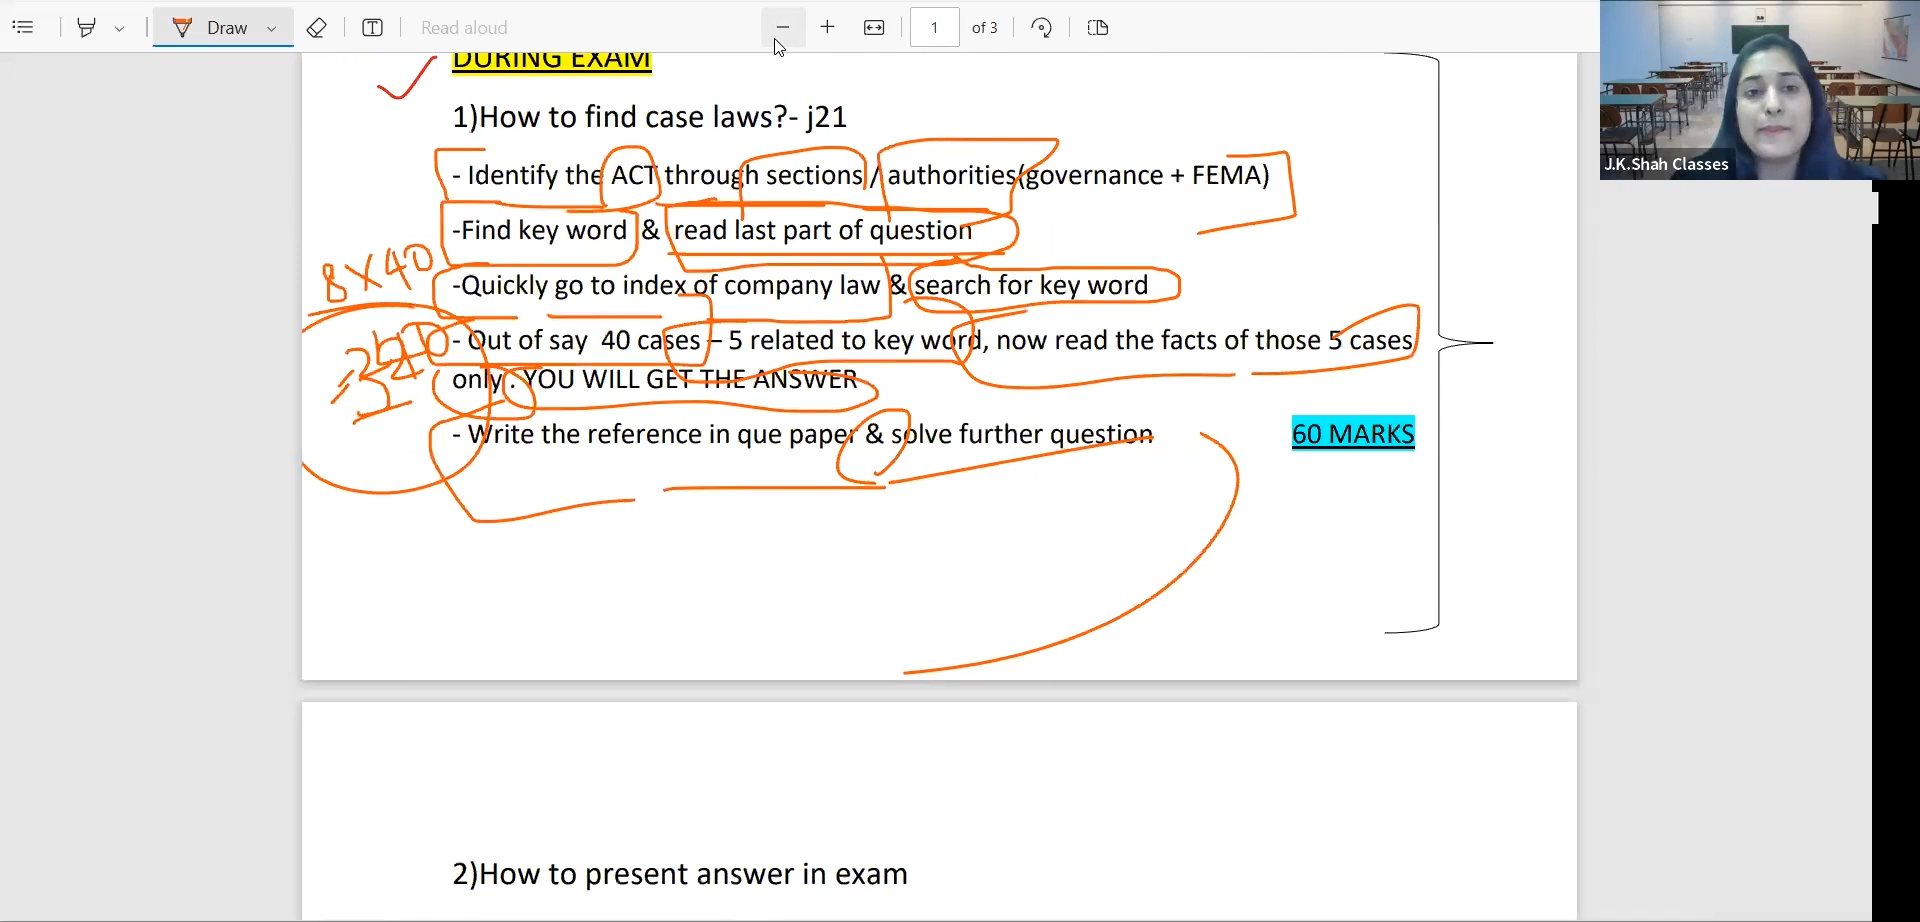 Draw
Read aloud
1
of 3
J.K.Shah Classes
DURING EXAM
1)How to find case laws?- j21
- Identify the ACT through sections / authorities(governance + FEMA)
-Find key word & read last part of question
8 X 40
-Quickly go to index of company law & search for key word
- Out of say 40 cases – 5 related to key word, now read the facts of those 5 cases
only . YOU WILL GET THE ANSWER
- Write the reference in que paper & solve further question 60 MARKS
2)How to present answer in exam